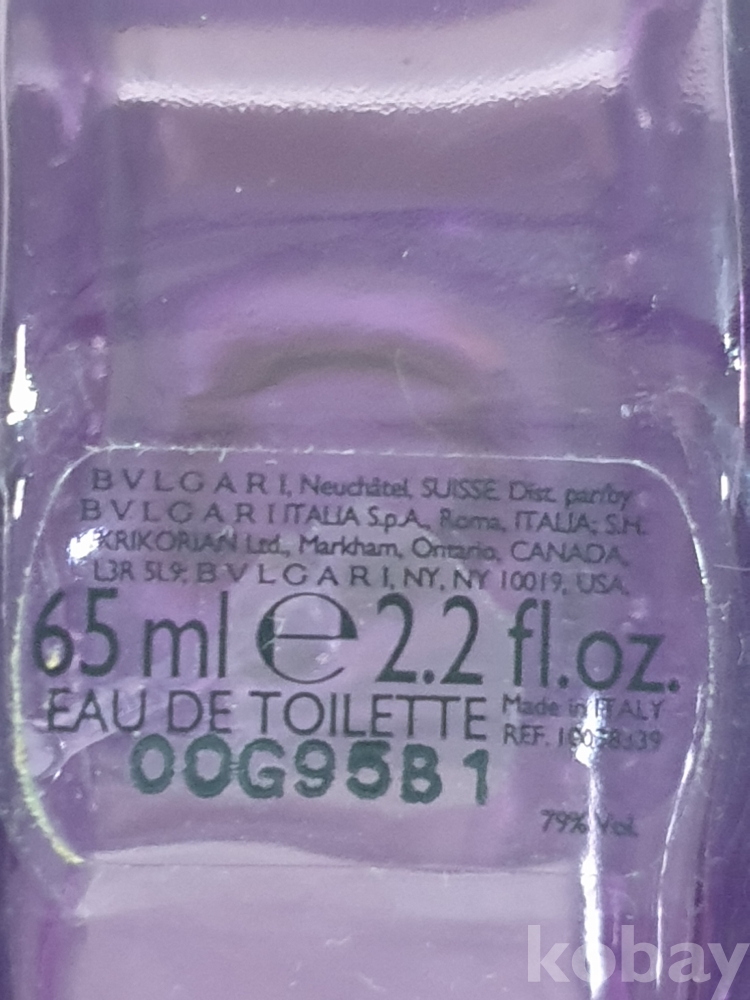 BVLGARI, Neuchâtel, SUISSE Dist. par/by
BVLGARI ITALIA S.p.A., Roma, ITALIA; S.H.
KRIKORIAN Ltd., Markham, Ontario, CANADA
L3R 5L9; BVLGARI, NY, NY 10019, USA.
65 ml e 2.2 fl.oz.
EAU DE TOILETTE Made in ITALY
REF.
00G95B1
79% Vol.
kobay